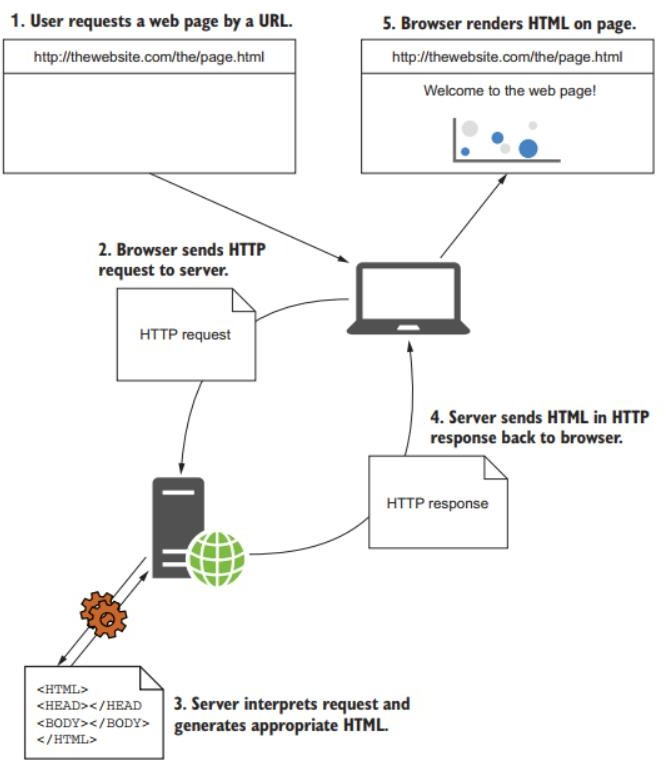 1. User requests a web page by a URL.
http://thewebsite.com/the/page.html
5. Browser renders HTML on page.
http://thewebsite.com/the/page.html
Welcome to the web page!
2. Browser sends HTTP
request to server.
HTTP request
4. Server sends HTML in HTTP
response back to browser.
HTTP response
<HTML>
<HEAD></HEAD
<BODY></BODY>
</HTML>
3. Server interprets request and
generates appropriate HTML.